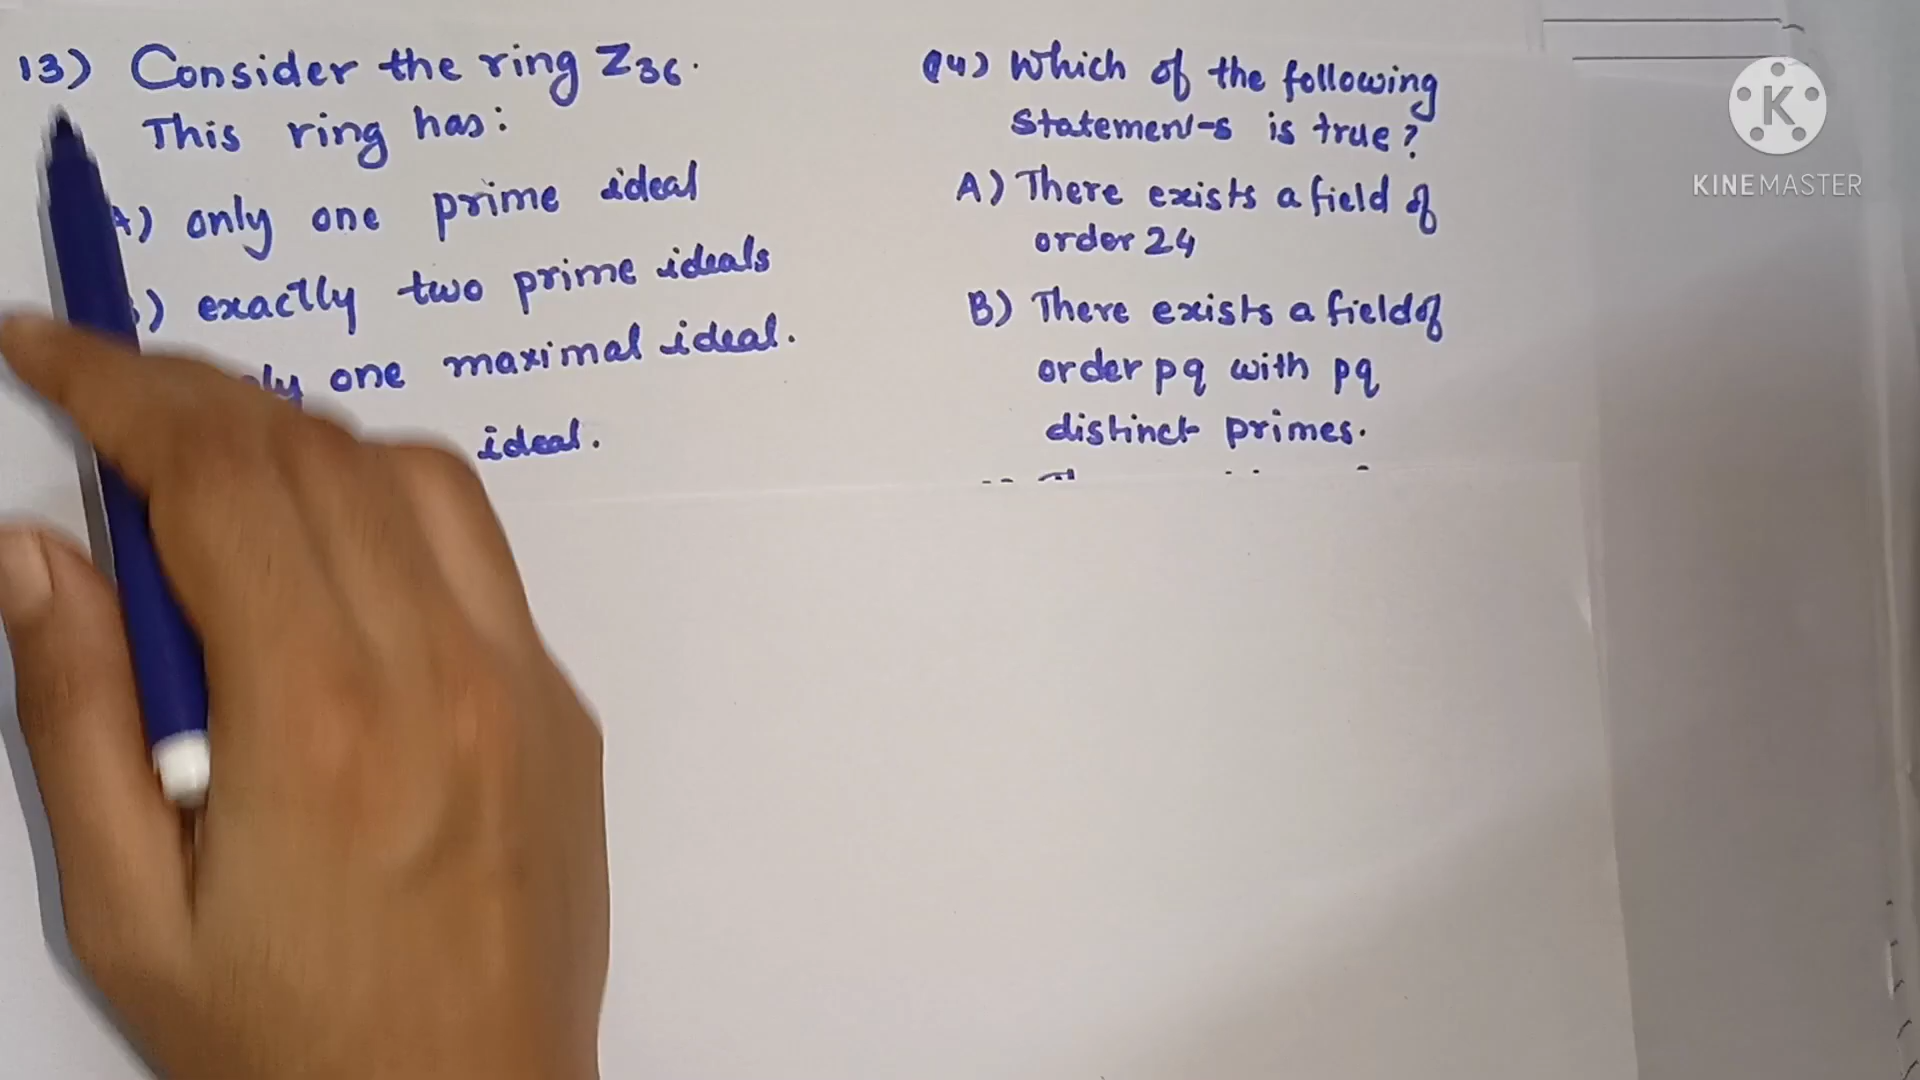 13) Consider the ring Z36.
This ring has:
A) only one prime ideal
B) exactly two prime ideals
one maximal ideal.
ideal.
Q4) Which of the following
statements is true?
A) There exists a field of
order 24
B) There exists a field of
order pq with pq
distinct primes.
KINEMASTER